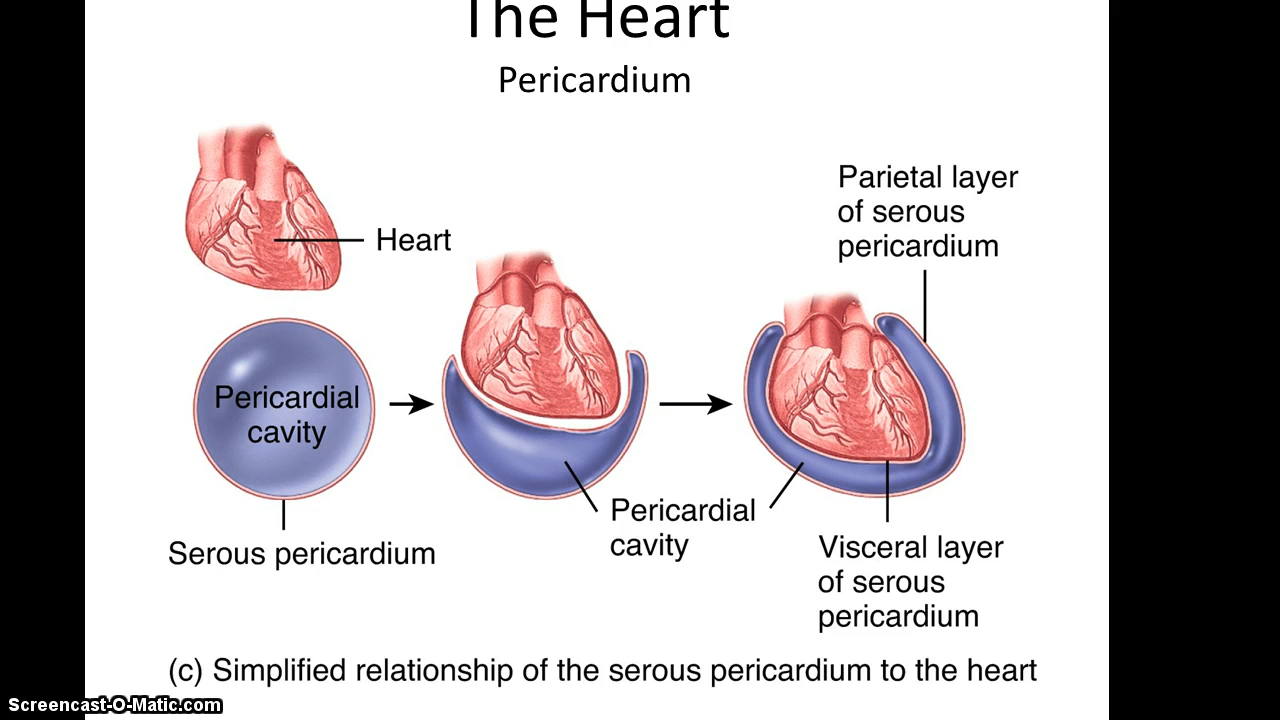 The Heart
Pericardium
Heart
Parietal layer
of serous
pericardium
Pericardial
cavity
Serous pericardium
Pericardial
cavity
Visceral layer
of serous
pericardium
(c) Simplified relationship of the serous pericardium to the heart
Screencast-O-Matic.com